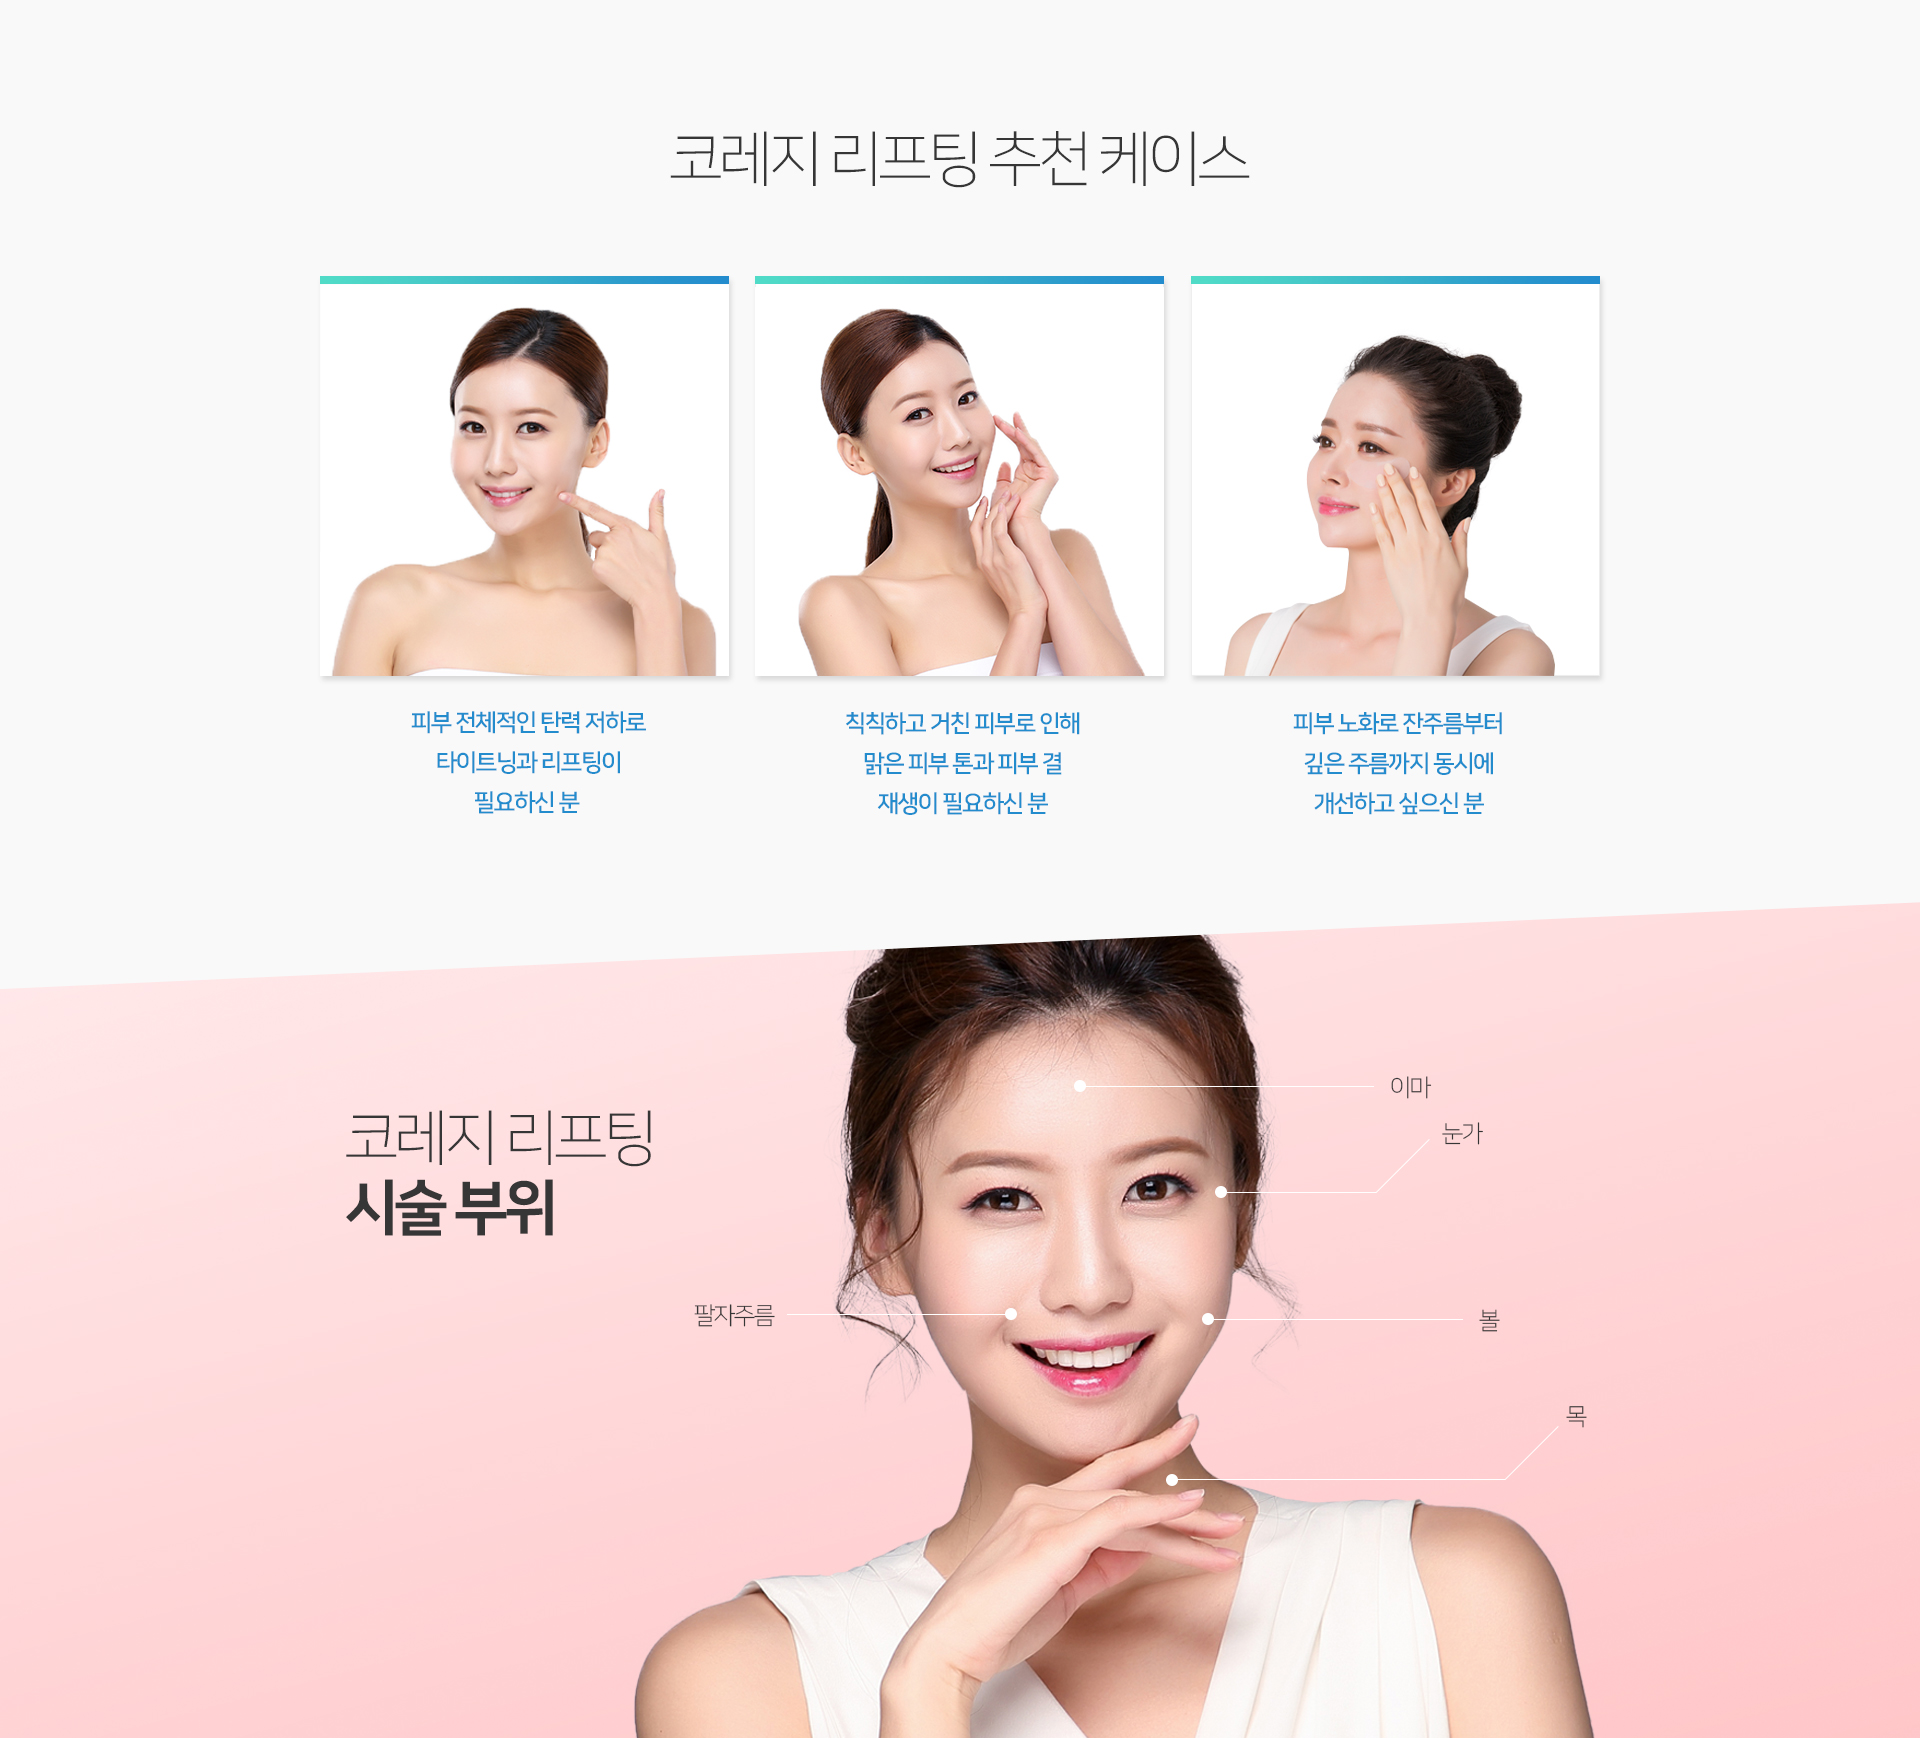 코레지 리프팅 추천 케이스
피부 전체적인 탄력 저하로
타이트닝과 리프팅이
필요하신 분
칙칙하고 거친 피부로 인해
맑은 피부 톤과 피부 결
재생이 필요하신 분
피부 노화로 잔주름부터
깊은 주름까지 동시에
개선하고 싶으신 분
코레지 리프팅
시술 부위
이마
눈가
팔자주름
볼
목